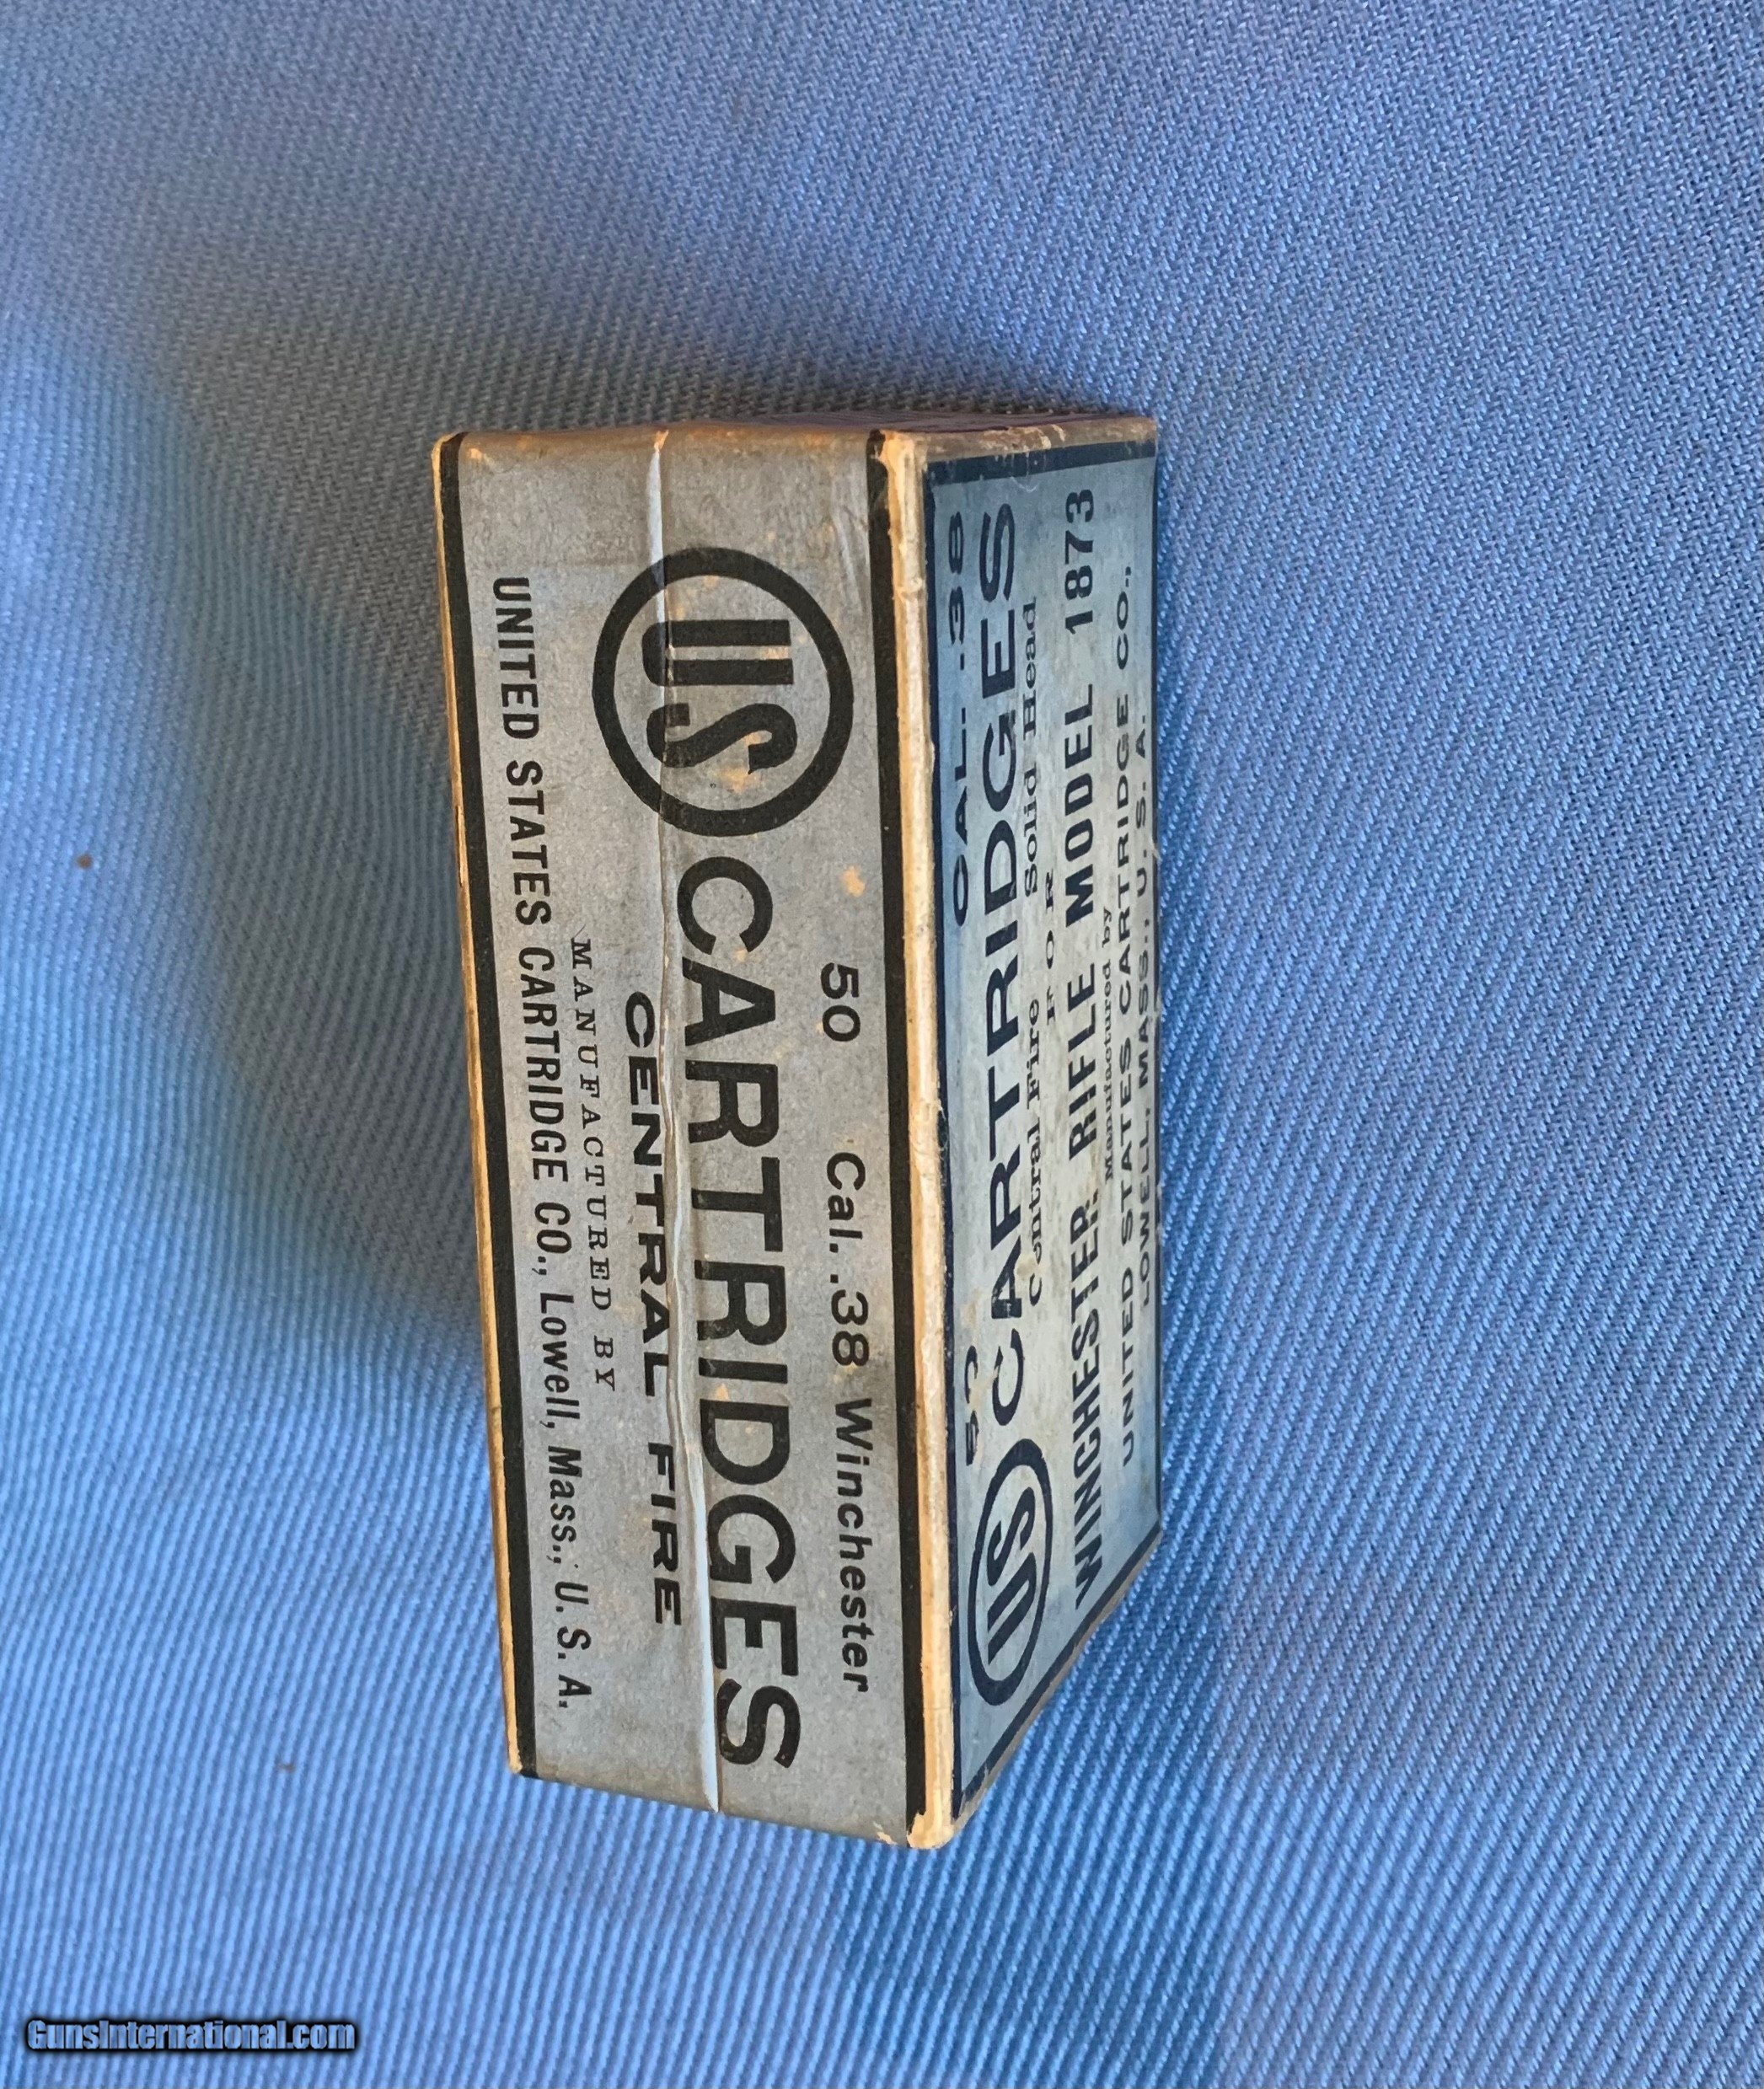 50 Cal. .38 Winchester
US CARTRIDGES
CENTRAL FIRE
MANUFACTURED BY
UNITED STATES CARTRIDGE CO., Lowell, Mass., U. S. A.
50 CAL. .38
US CARTRIDGES
Central Fire Solid Head
FOR
WINCHESTER RIFLE MODEL 1873
Manufactured by
UNITED STATES CARTRIDGE CO.,
LOWELL, MASS., U. S. A.
GunsInternational.com